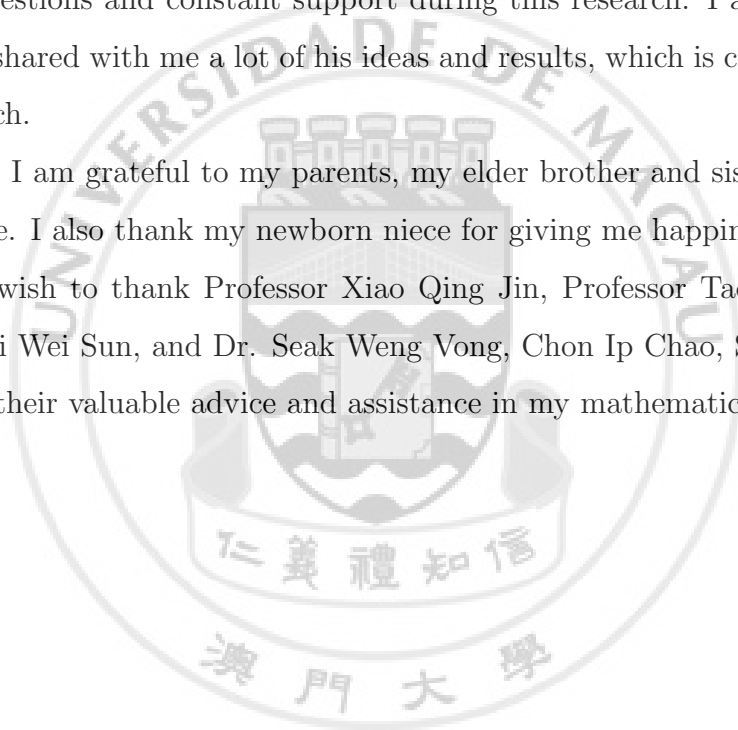 estions and constant support during this research. I a
shared with me a lot of his ideas and results, which is c
ch.
I am grateful to my parents, my elder brother and sis
e. I also thank my newborn niece for giving me happin
wish to thank Professor Xiao Qing Jin, Professor Tao
i Wei Sun, and Dr. Seak Weng Vong, Chon Ip Chao, S
their valuable advice and assistance in my mathematic
UNIVERSIDADE DE MACAU
仁義禮知信
澳門大學